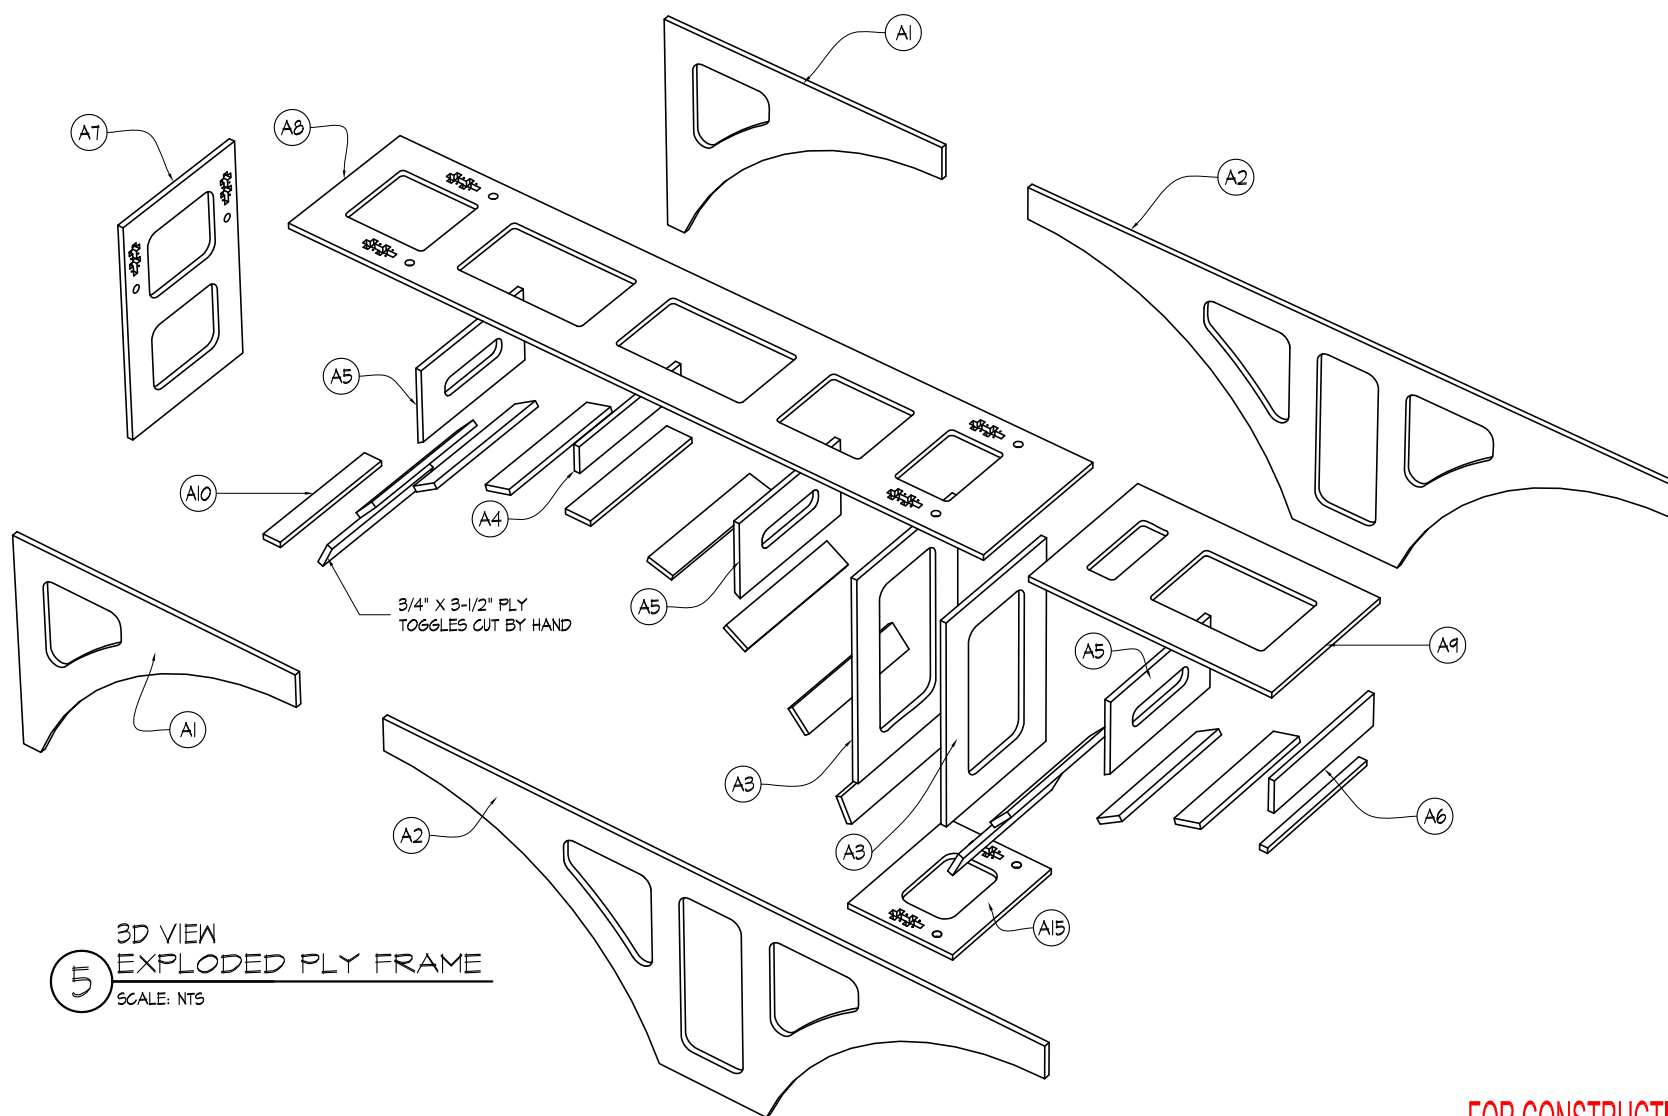 A1
A7
A8
A2
A5
A10
A4
3/4" X 3-1/2" PLY
TOGGLES CUT BY HAND
A5
A5
A9
A1
A3
A6
A2
A3
A15
3D VIEW
5
EXPLODED PLY FRAME
SCALE: NTS
FOR